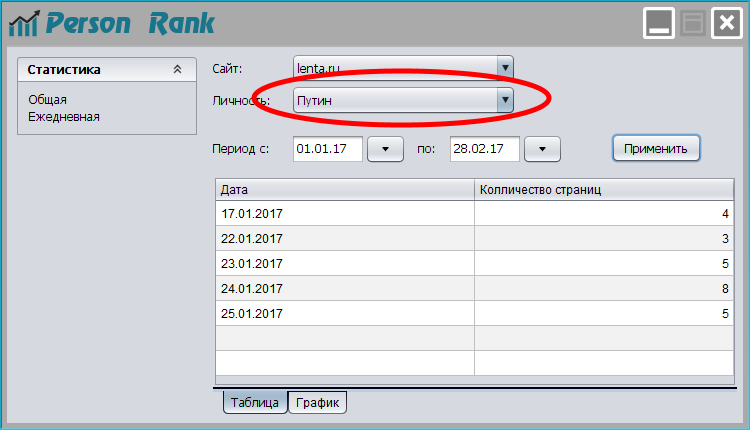 Person Rank
Статистика
Общая
Ежедневная
Сайт: lenta.ru
Личность: Путин
Период с: 01.01.17 по: 28.02.17 Применить
Дата Колличество страниц
17.01.2017 4
22.01.2017 3
23.01.2017 5
24.01.2017 8
25.01.2017 5
Таблица График